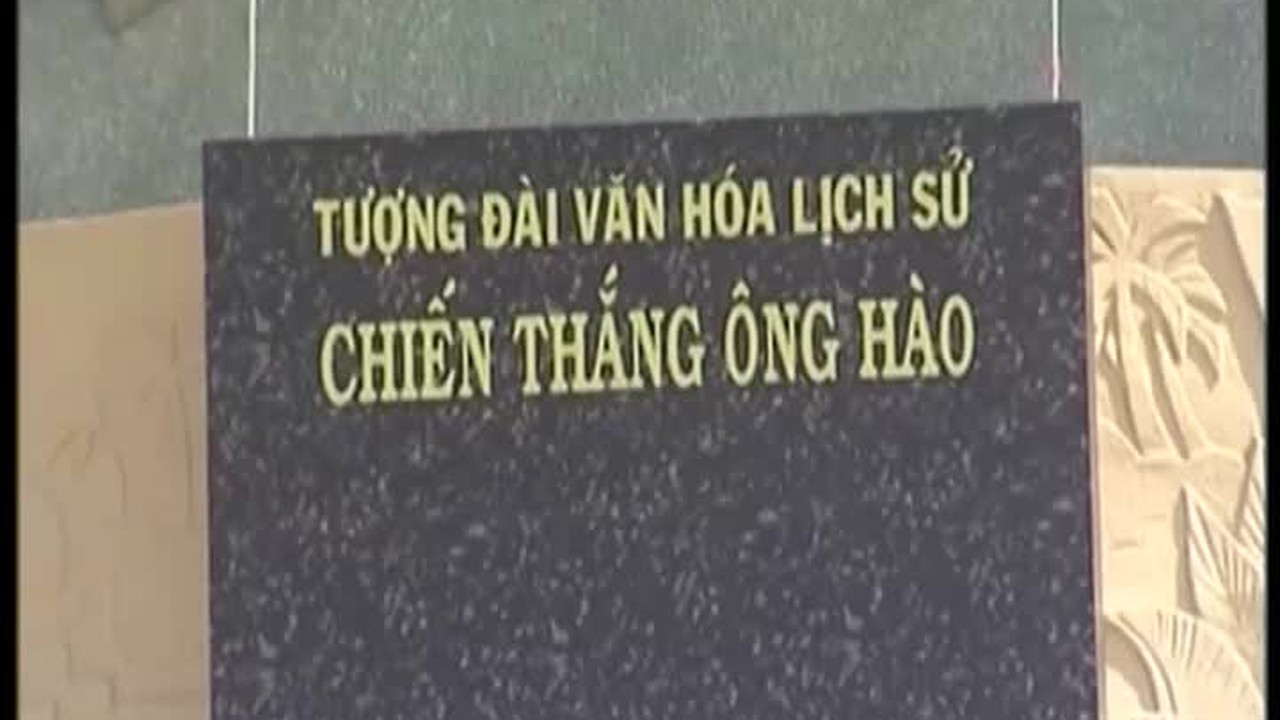 TƯỢNG ĐÀI VĂN HÓA LỊCH SỬ
CHIẾN THẮNG ÔNG HÀO